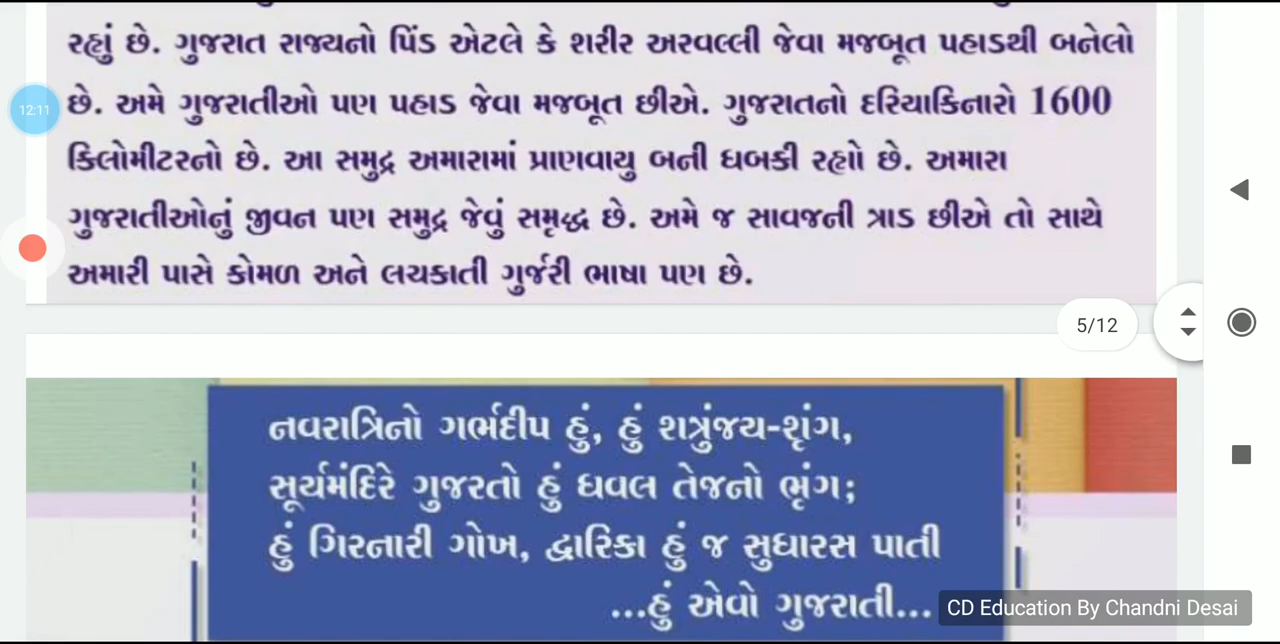 રહ્યું છે. ગુજરાત રાજ્યનો પિંડ એટલે કે શરીર અરવલ્લી જેવા મજબૂત પહાડથી બનેલો
12:11
છે. અમે ગુજરાતીઓ પણ પહાડ જેવા મજબૂત છીએ. ગુજરાતનો દરિયાકિનારો 1600
કિલોમીટરનો છે. આ સમુદ્ર અમારામાં પ્રાણવાયુ બની ધબકી રહ્યો છે. અમારા
ગુજરાતીઓનું જીવન પણ સમુદ્ર જેવું સમૃદ્ધ છે. અમે જ સાવજની ત્રાડ છીએ તો સાથે
અમારી પાસે કોમળ અને લચકાતી ગુર્જરી ભાષા પણ છે.
5/12
નવરાત્રિનો ગર્ભદીપ હું, હું શત્રુંજય-શૃંગ,
સૂર્યમંદિરે ગુજરતો હું ધવલ તેજનો ભૃંગ;
હું ગિરનારી ગોખ, દ્વારિકા હું જ સુધારસ પાતી
...હું એવો ગુજરાતી...
CD Education By Chandni Desai